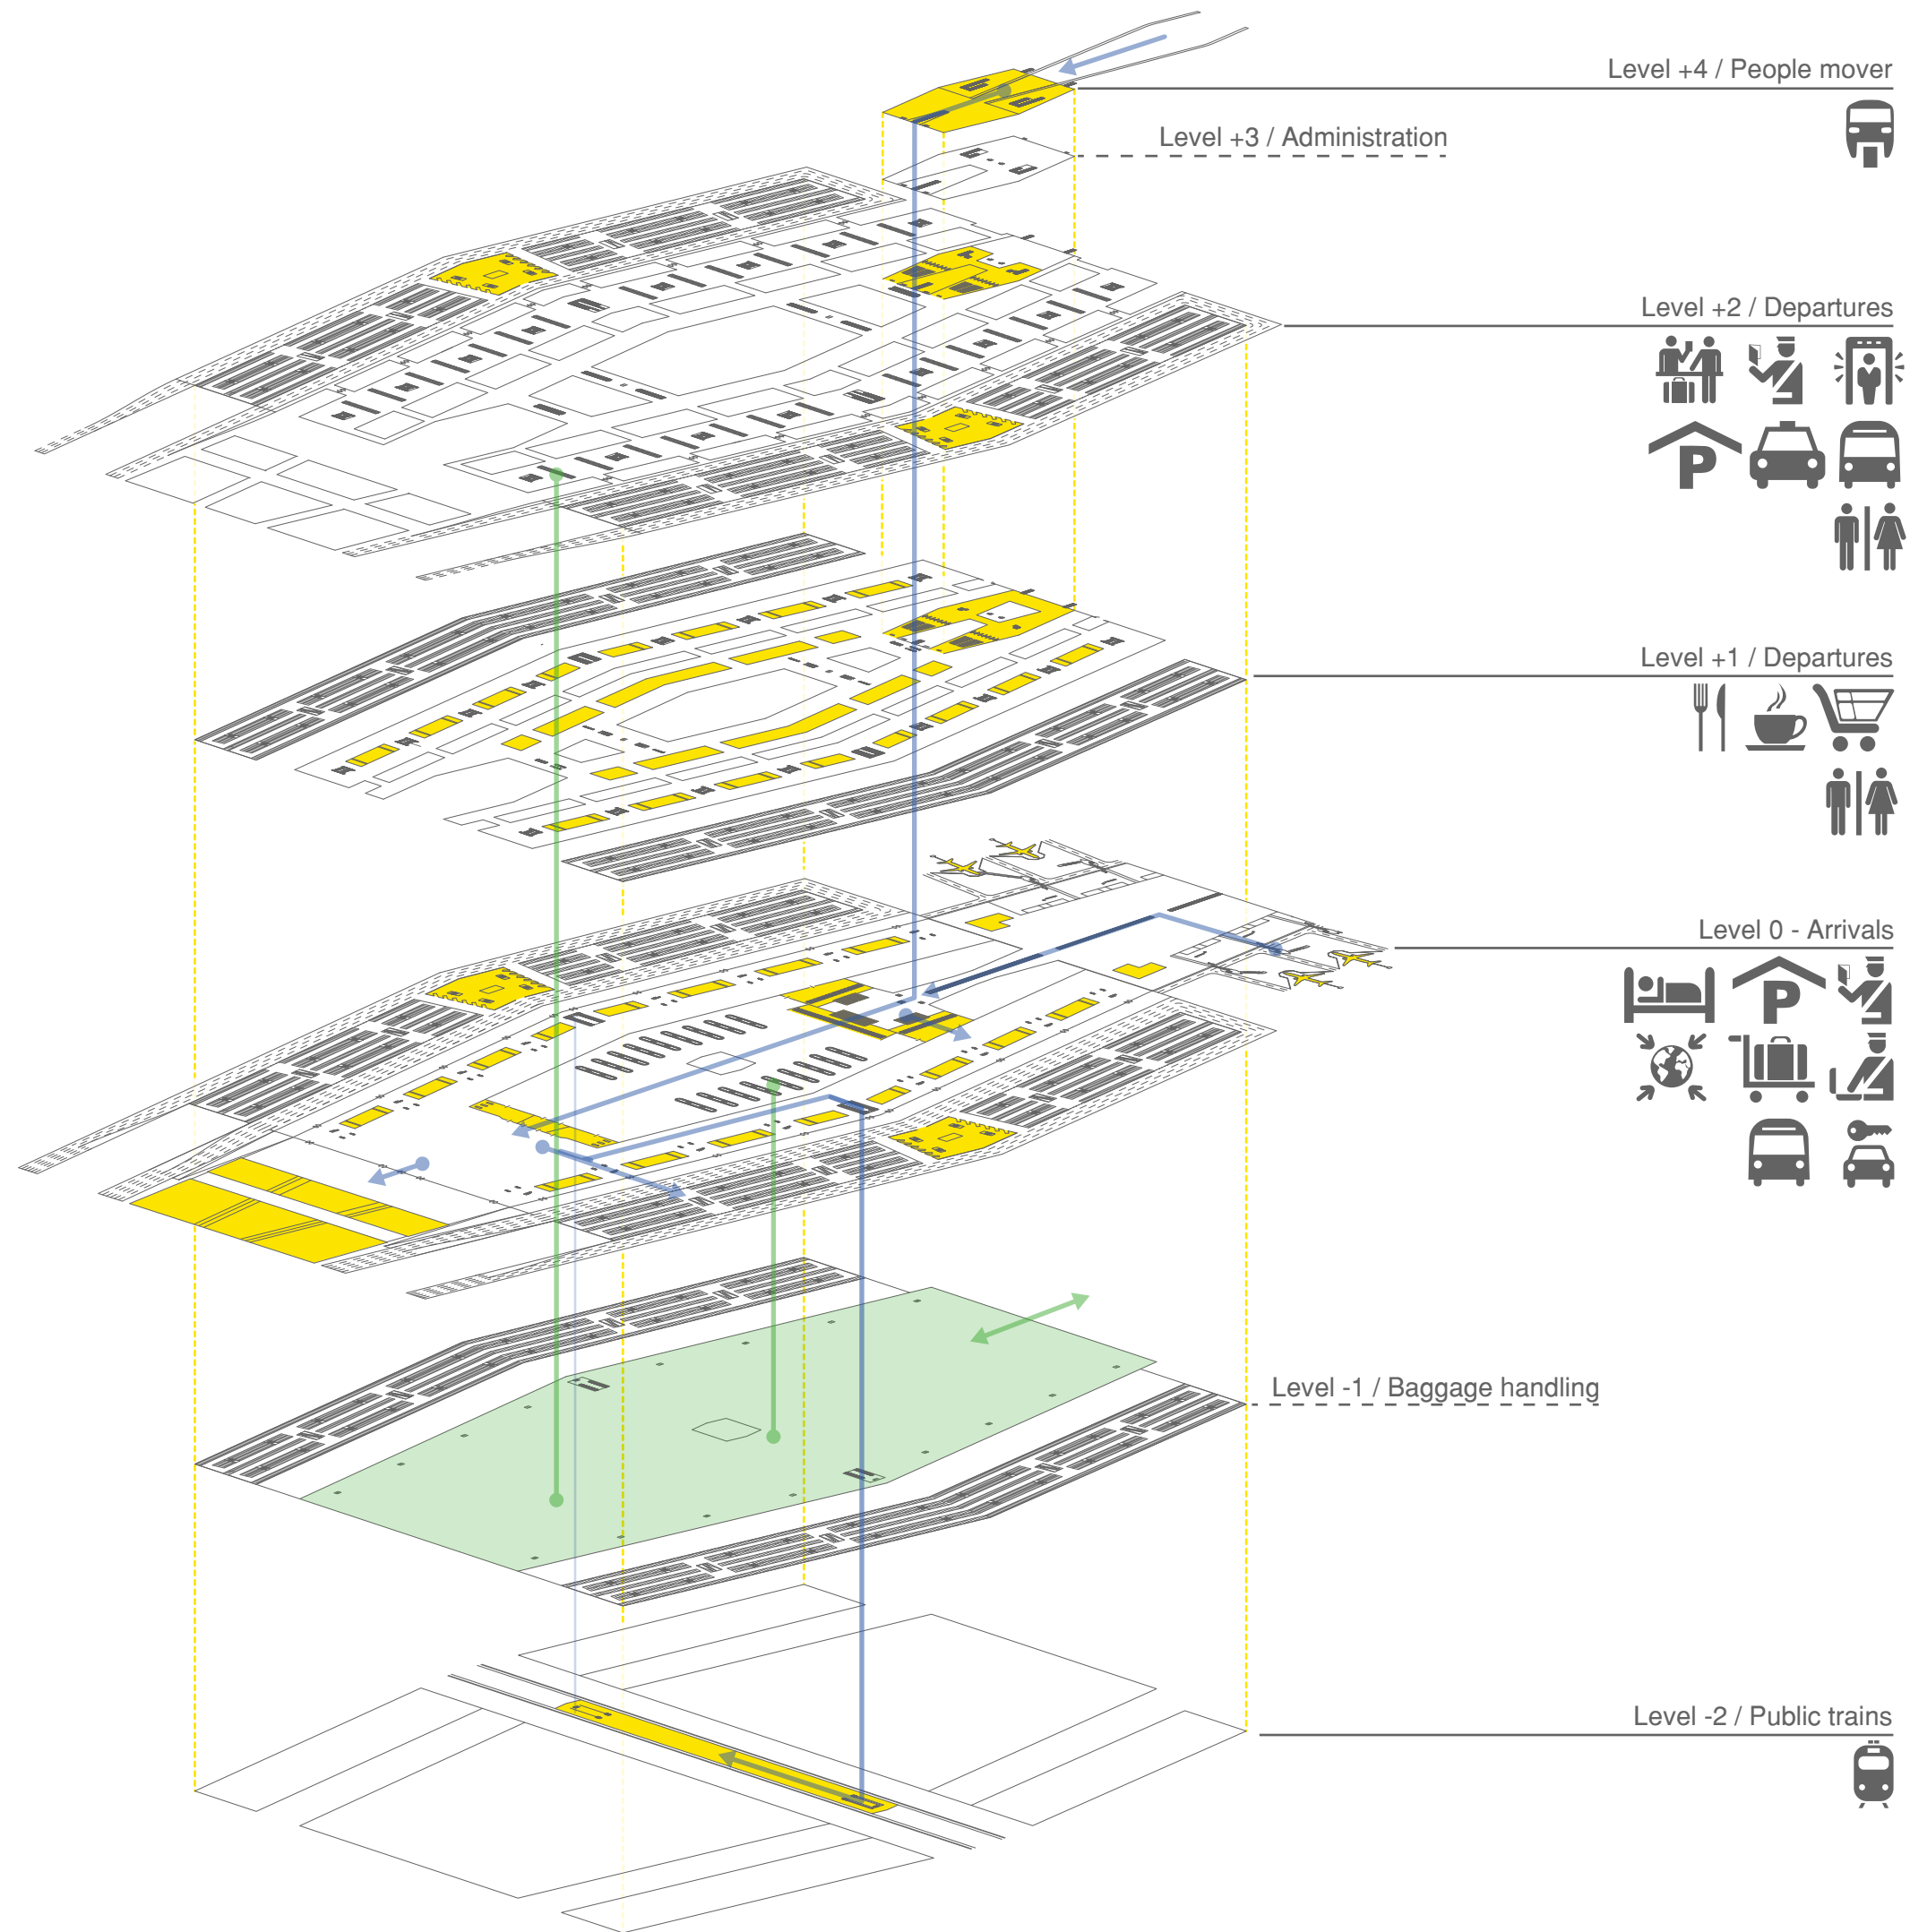 Level +4 / People mover
Level +3 / Administration
Level +2 / Departures
P
Level +1 / Departures
Level 0 - Arrivals
P
Level -1 / Baggage handling
Level -2 / Public trains